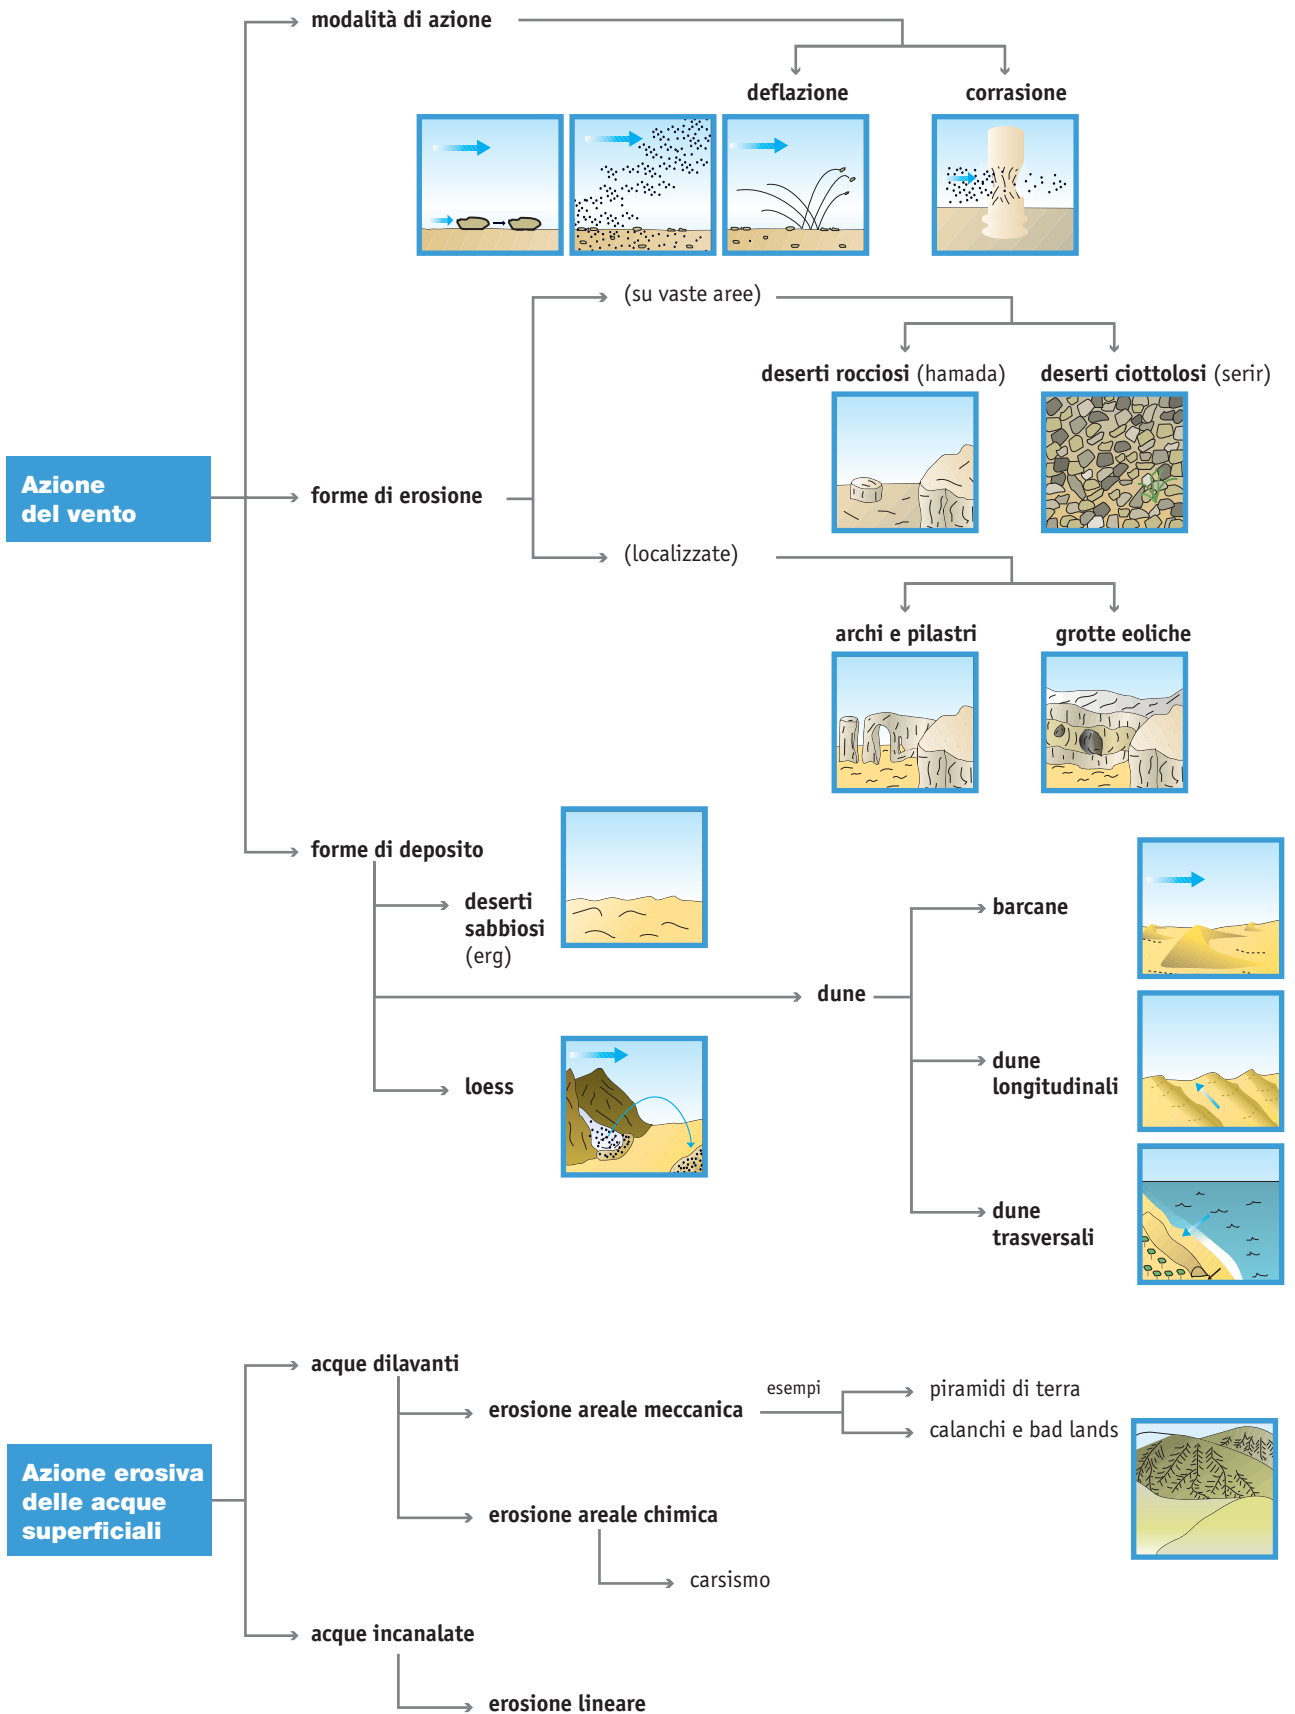 modalità di azione
deflazione
corrasione
(su vaste aree)
deserti rocciosi (hamada)
deserti ciottolosi (serir)
Azione
del vento
forme di erosione
(localizzate)
archi e pilastri
grotte eoliche
forme di deposito
deserti
sabbiosi
(erg)
barcane
dune
loess
dune
longitudinali
dune
trasversali
acque dilavanti
esempi
piramidi di terra
erosione areale meccanica
calanchi e bad lands
Azione erosiva
delle acque
superficiali
erosione areale chimica
carsismo
acque incanalate
erosione lineare